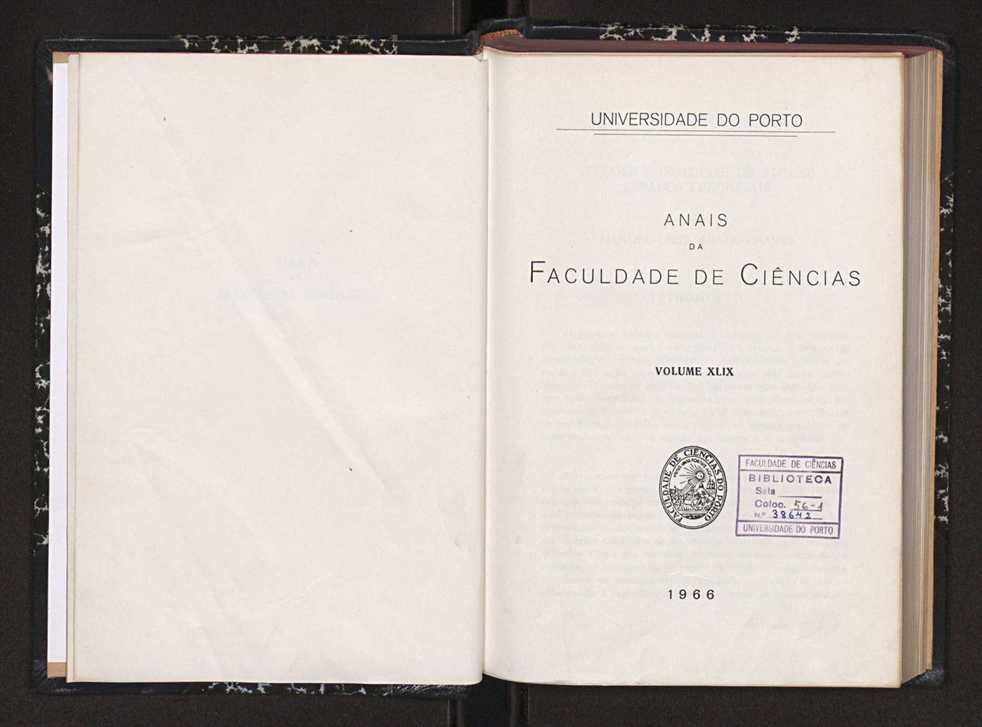 UNIVERSIDADE DO PORTO
ANAIS
DA
FACULDADE DE CIÊNCIAS
VOLUME XLIX
FACULDADE DE CIÊNCIAS DO PORTO
FACULDADE DE CIÊNCIAS
BIBLIOTECA
Sala
Coloc. 56-1
N.º 38642
UNIVERSIDADE DO PORTO
1966